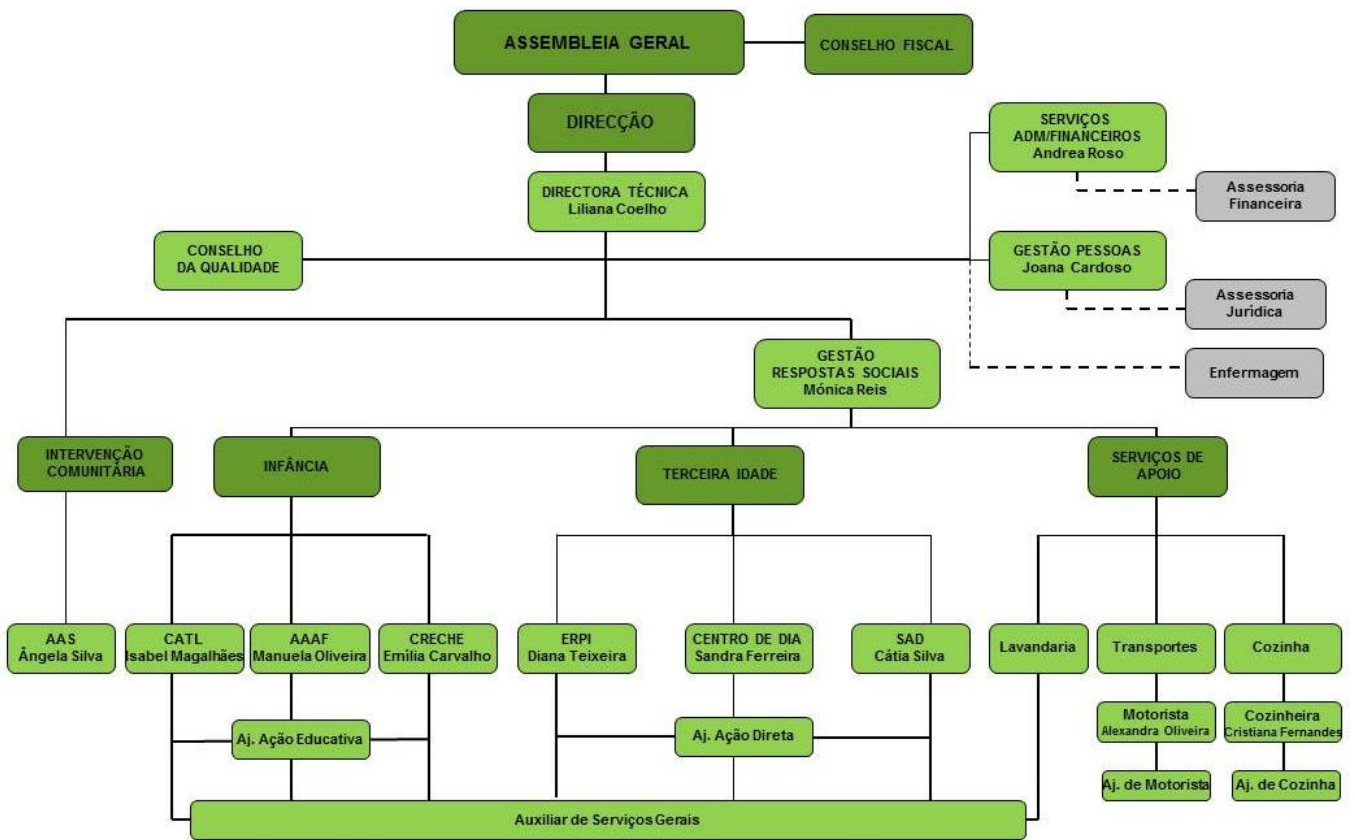 ASSEMBLEIA GERAL
CONSELHO FISCAL
DIRECÇÃO
SERVIÇOS
ADM/FINANCEIROS
Andrea Roso
DIRECTORA TÉCNICA
Liliana Coelho
Assessoria
Financeira
CONSELHO
DA QUALIDADE
GESTÃO PESSOAS
Joana Cardoso
Assessoria
Jurídica
GESTÃO
RESPOSTAS SOCIAIS
Mónica Reis
Enfermagem
INTERVENÇÃO
COMUNITÁRIA
INFÂNCIA
TERCEIRA IDADE
SERVIÇOS DE
APOIO
AAS
Ângela Silva
CATL
Isabel Magalhães
AAAF
Manuela Oliveira
CRECHE
Emília Carvalho
ERPI
Diana Teixeira
CENTRO DE DIA
Sandra Ferreira
SAD
Cátia Silva
Lavandaria
Transportes
Cozinha
Aj. Ação Educativa
Aj. Ação Direta
Motorista
Alexandra Oliveira
Cozinheira
Cristiana Fernandes
Aj. de Motorista
Aj. de Cozinha
Auxiliar de Serviços Gerais